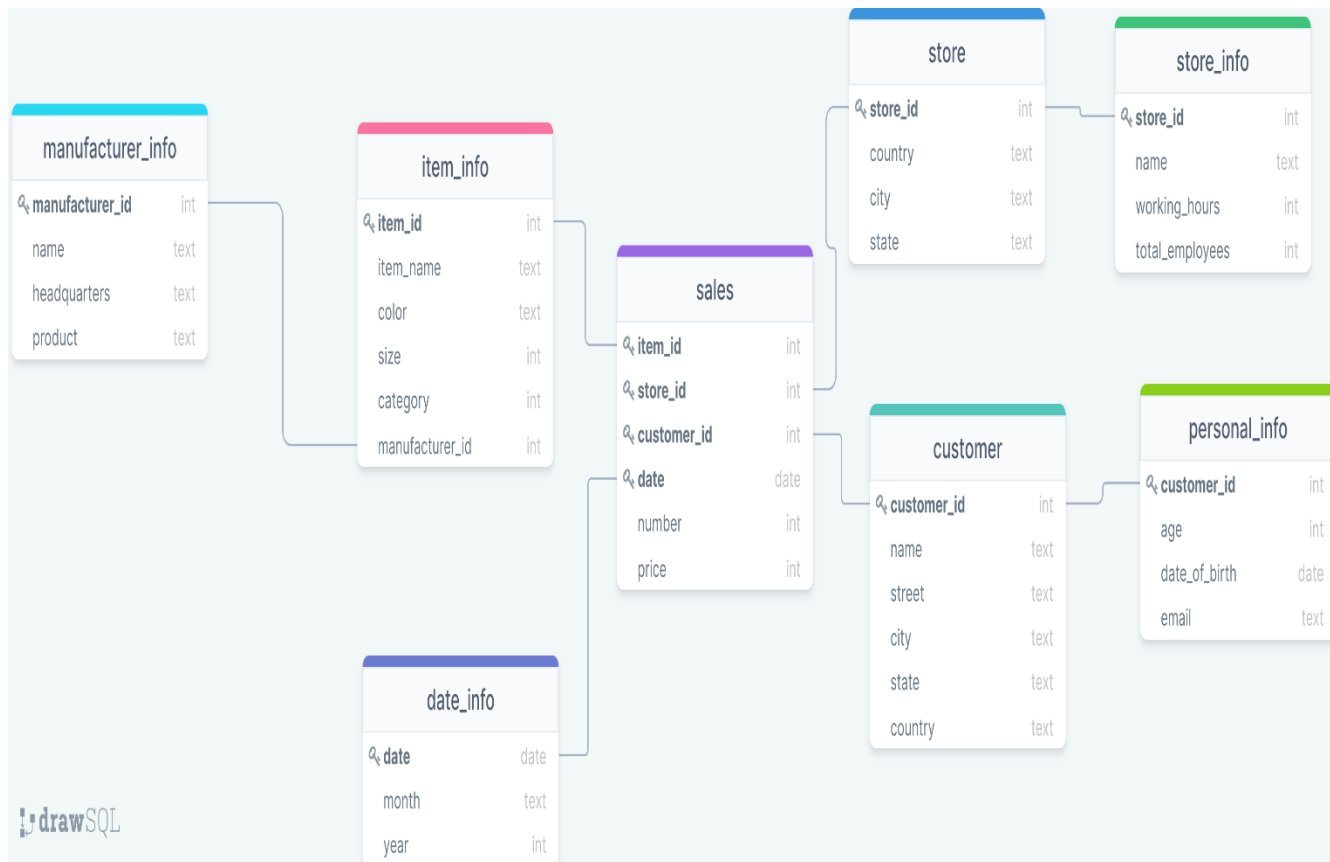 manufacturer_info
manufacturer_id int
name text
headquarters text
product text
item_info
item_id int
item_name text
color text
size int
category int
manufacturer_id int
sales
item_id int
store_id int
customer_id int
date date
number int
price int
store
store_id int
country text
city text
state text
store_info
store_id int
name text
working_hours int
total_employees int
customer
customer_id int
name text
street text
city text
state text
country text
personal_info
customer_id int
age int
date_of_birth date
email text
date_info
date date
month text
year int
drawSQL